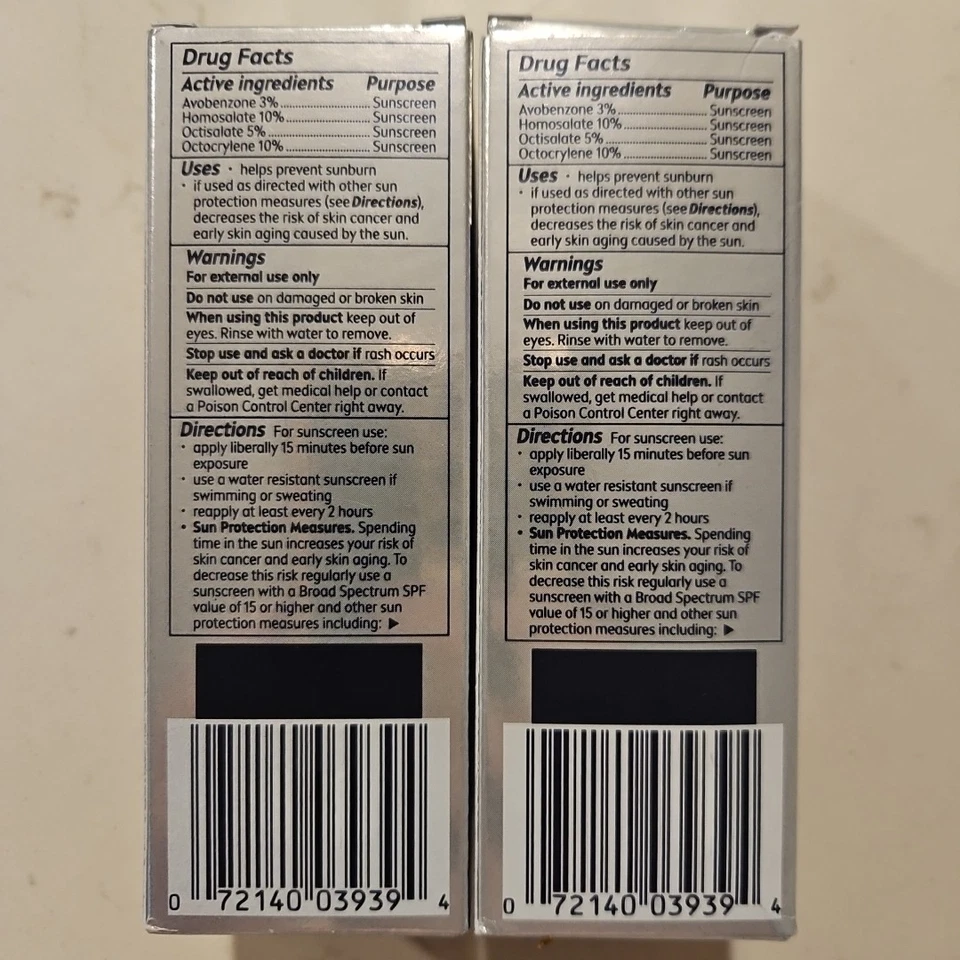 Drug Facts
Active ingredients Purpose
Avobenzone 3% Sunscreen
Homosalate 10% Sunscreen
Octisalate 5% Sunscreen
Octocrylene 10% Sunscreen
Uses • helps prevent sunburn
• if used as directed with other sun
protection measures (see Directions),
decreases the risk of skin cancer and
early skin aging caused by the sun.
Warnings
For external use only
Do not use on damaged or broken skin
When using this product keep out of
eyes. Rinse with water to remove.
Stop use and ask a doctor if rash occurs
Keep out of reach of children. If
swallowed, get medical help or contact
a Poison Control Center right away.
Directions For sunscreen use:
• apply liberally 15 minutes before sun
exposure
• use a water resistant sunscreen if
swimming or sweating
• reapply at least every 2 hours
• Sun Protection Measures. Spending
time in the sun increases your risk of
skin cancer and early skin aging. To
decrease this risk regularly use a
sunscreen with a Broad Spectrum SPF
value of 15 or higher and other sun
protection measures including: ▶
0 72140 03939 4
Drug Facts
Active ingredients Purpose
Avobenzone 3% Sunscreen
Homosalate 10% Sunscreen
Octisalate 5% Sunscreen
Octocrylene 10% Sunscreen
Uses • helps prevent sunburn
• if used as directed with other sun
protection measures (see Directions),
decreases the risk of skin cancer and
early skin aging caused by the sun.
Warnings
For external use only
Do not use on damaged or broken skin
When using this product keep out of
eyes. Rinse with water to remove.
Stop use and ask a doctor if rash occurs
Keep out of reach of children. If
swallowed, get medical help or contact
a Poison Control Center right away.
Directions For sunscreen use:
• apply liberally 15 minutes before sun
exposure
• use a water resistant sunscreen if
swimming or sweating
• reapply at least every 2 hours
• Sun Protection Measures. Spending
time in the sun increases your risk of
skin cancer and early skin aging. To
decrease this risk regularly use a
sunscreen with a Broad Spectrum SPF
value of 15 or higher and other sun
protection measures including: ▶
0 72140 03939 4